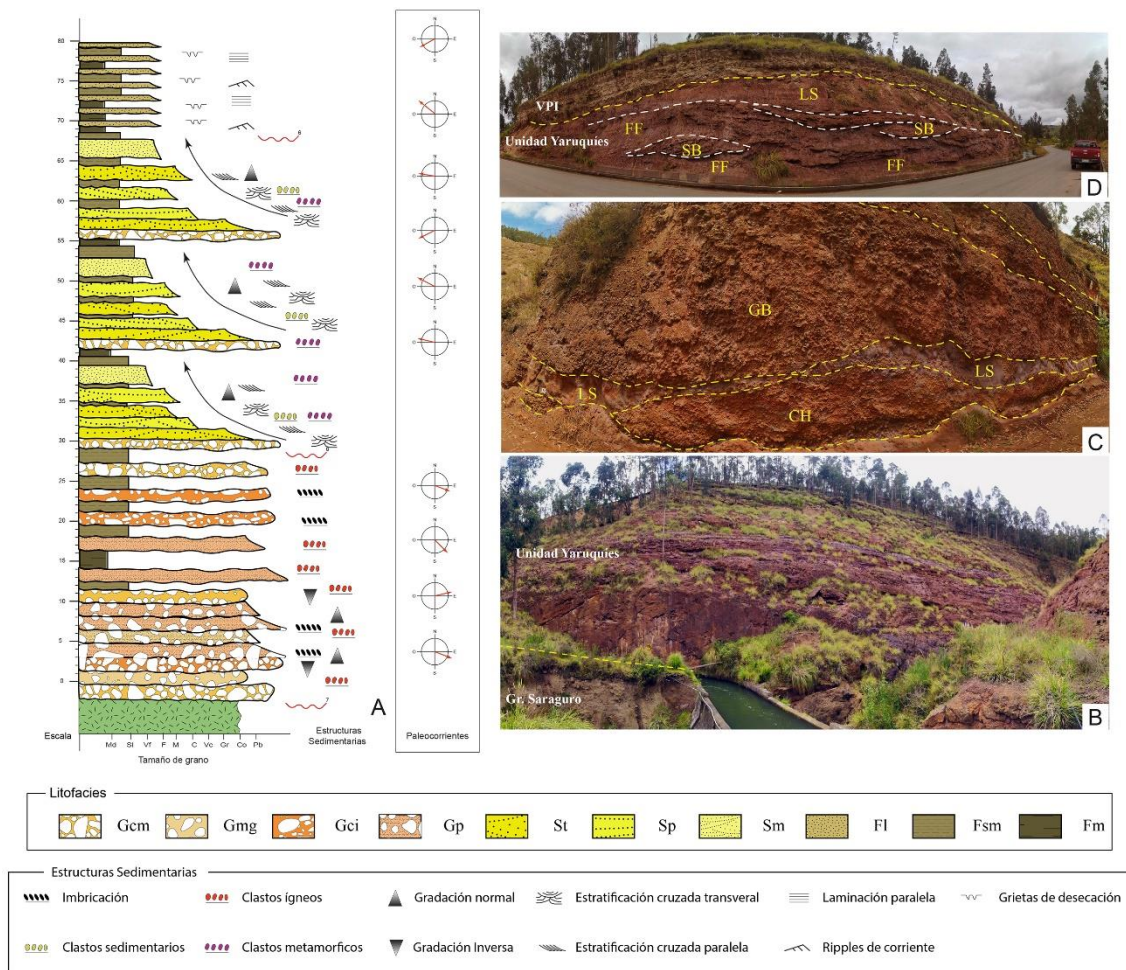 80
75
70
65
60
55
50
45
40
35
30
25
20
15
10
5
0
6
7
A
Escala
Md Sl Vf F M C Vc Gr Co Pb
Tamaño de grano
Estructuras
Sedimentarias
Paleocorrientes
LS
VPI
FF
SB
Unidad Yaruquíes
SB
FF
FF
D
GB
LS
LS
CH
C
Unidad Yaruquíes
Gr. Saraguro
B
Litofacies
Gcm Gmg Gci Gp St Sp Sm Fl Fsm Fm
Estructuras Sedimentarias
Imbricación Clastos ígneos Gradación normal Estratificación cruzada transveral Laminación paralela Grietas de desecación
Clastos sedimentarios Clastos metamorficos Gradación Inversa Estratificación cruzada paralela Ripples de corriente